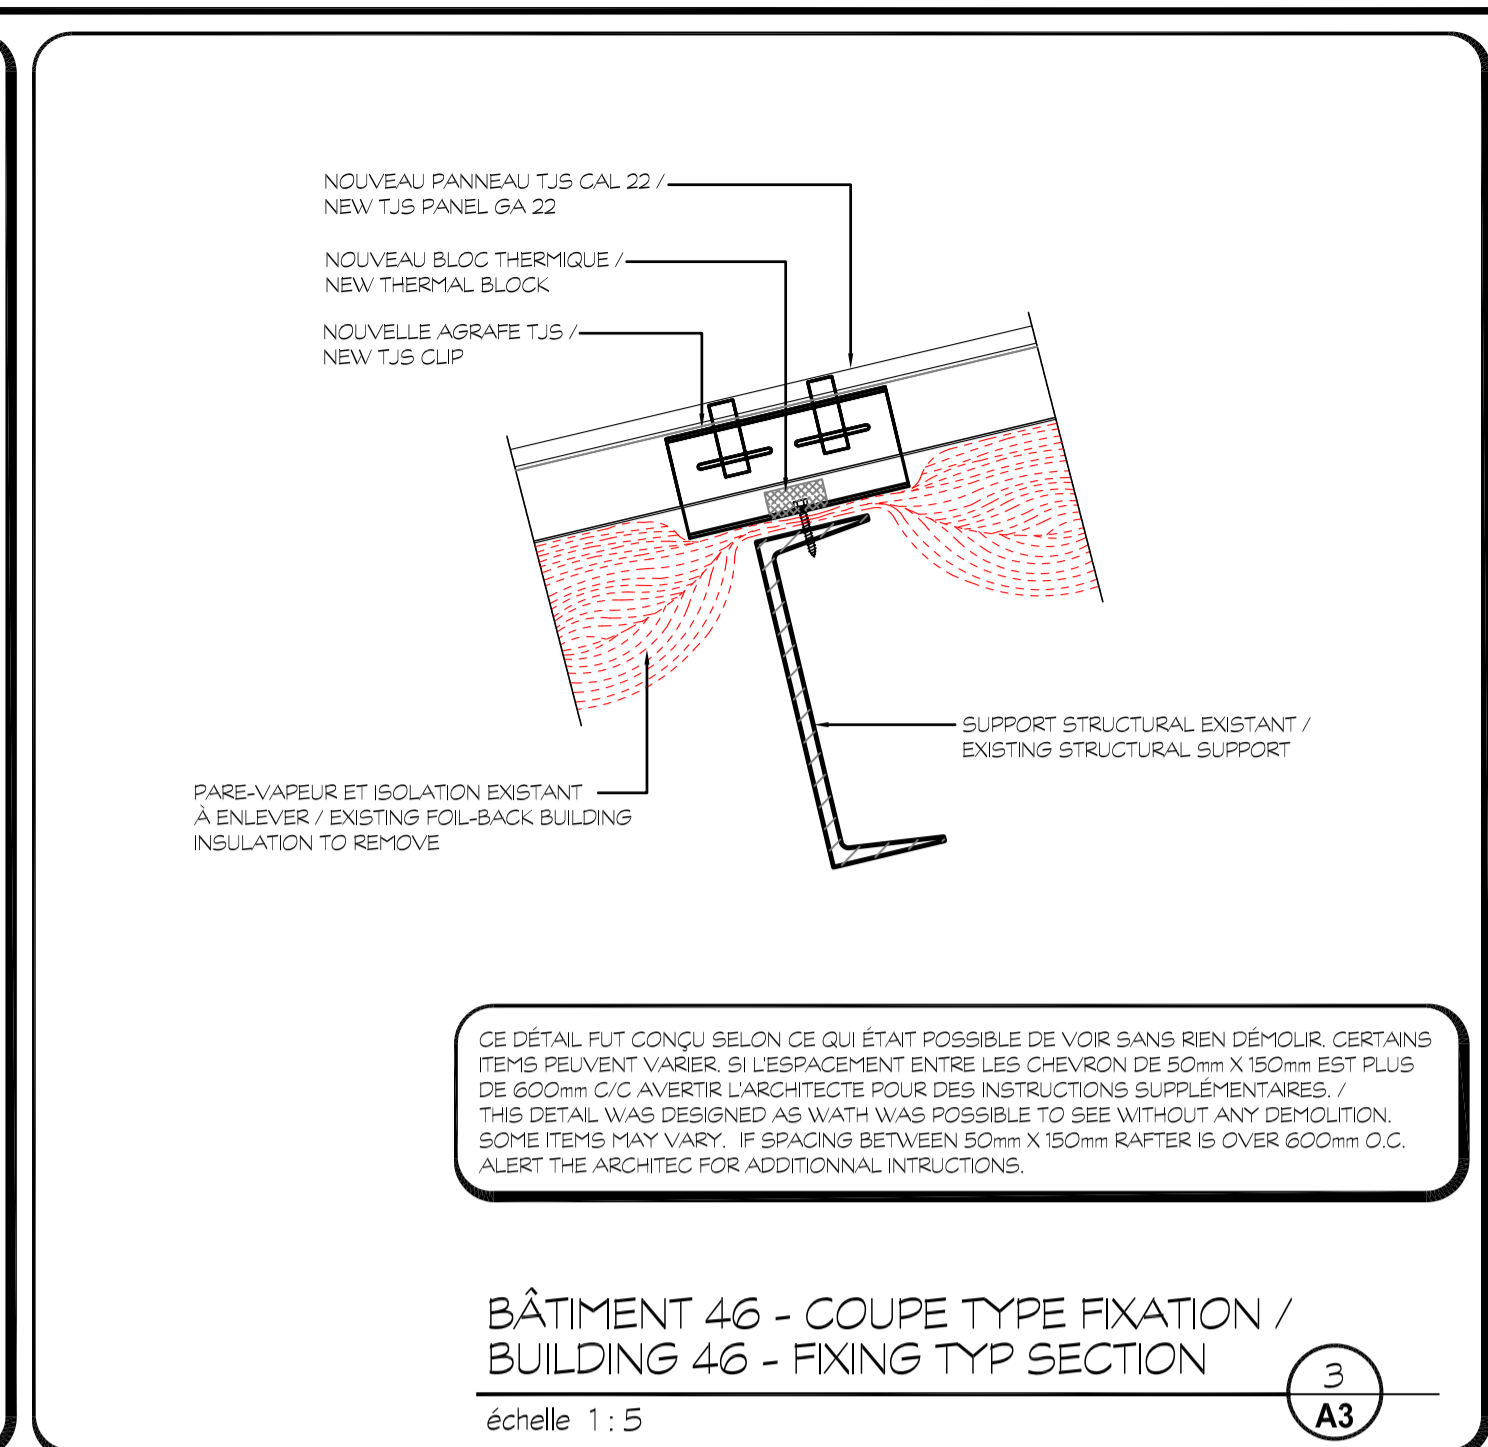 NOUVEAU PANNEAU TJS CAL 22 /
NEW TJS PANEL GA 22
NOUVEAU BLOC THERMIQUE /
NEW THERMAL BLOCK
NOUVELLE AGRAFE TJS /
NEW TJS CLIP
SUPPORT STRUCTURAL EXISTANT /
EXISTING STRUCTURAL SUPPORT
PARE-VAPEUR ET ISOLATION EXISTANT
À ENLEVER / EXISTING FOIL-BACK BUILDING
INSULATION TO REMOVE
CE DÉTAIL FUT CONÇU SELON CE QUI ÉTAIT POSSIBLE DE VOIR SANS RIEN DÉMOLIR. CERTAINS
ITEMS PEUVENT VARIER. SI L'ESPACEMENT ENTRE LES CHEVRON DE 50mm X 150mm EST PLUS
DE 600mm C/C AVERTIR L'ARCHITECTE POUR DES INSTRUCTIONS SUPPLÉMENTAIRES. /
THIS DETAIL WAS DESIGNED AS WATH WAS POSSIBLE TO SEE WITHOUT ANY DEMOLITION.
SOME ITEMS MAY VARY. IF SPACING BETWEEN 50mm X 150mm RAFTER IS OVER 600mm O.C.
ALERT THE ARCHITEC FOR ADDITIONNAL INTRUCTIONS.
BÂTIMENT 46 - COUPE TYPE FIXATION /
BUILDING 46 - FIXING TYP SECTION
3
A3
échelle 1 : 5